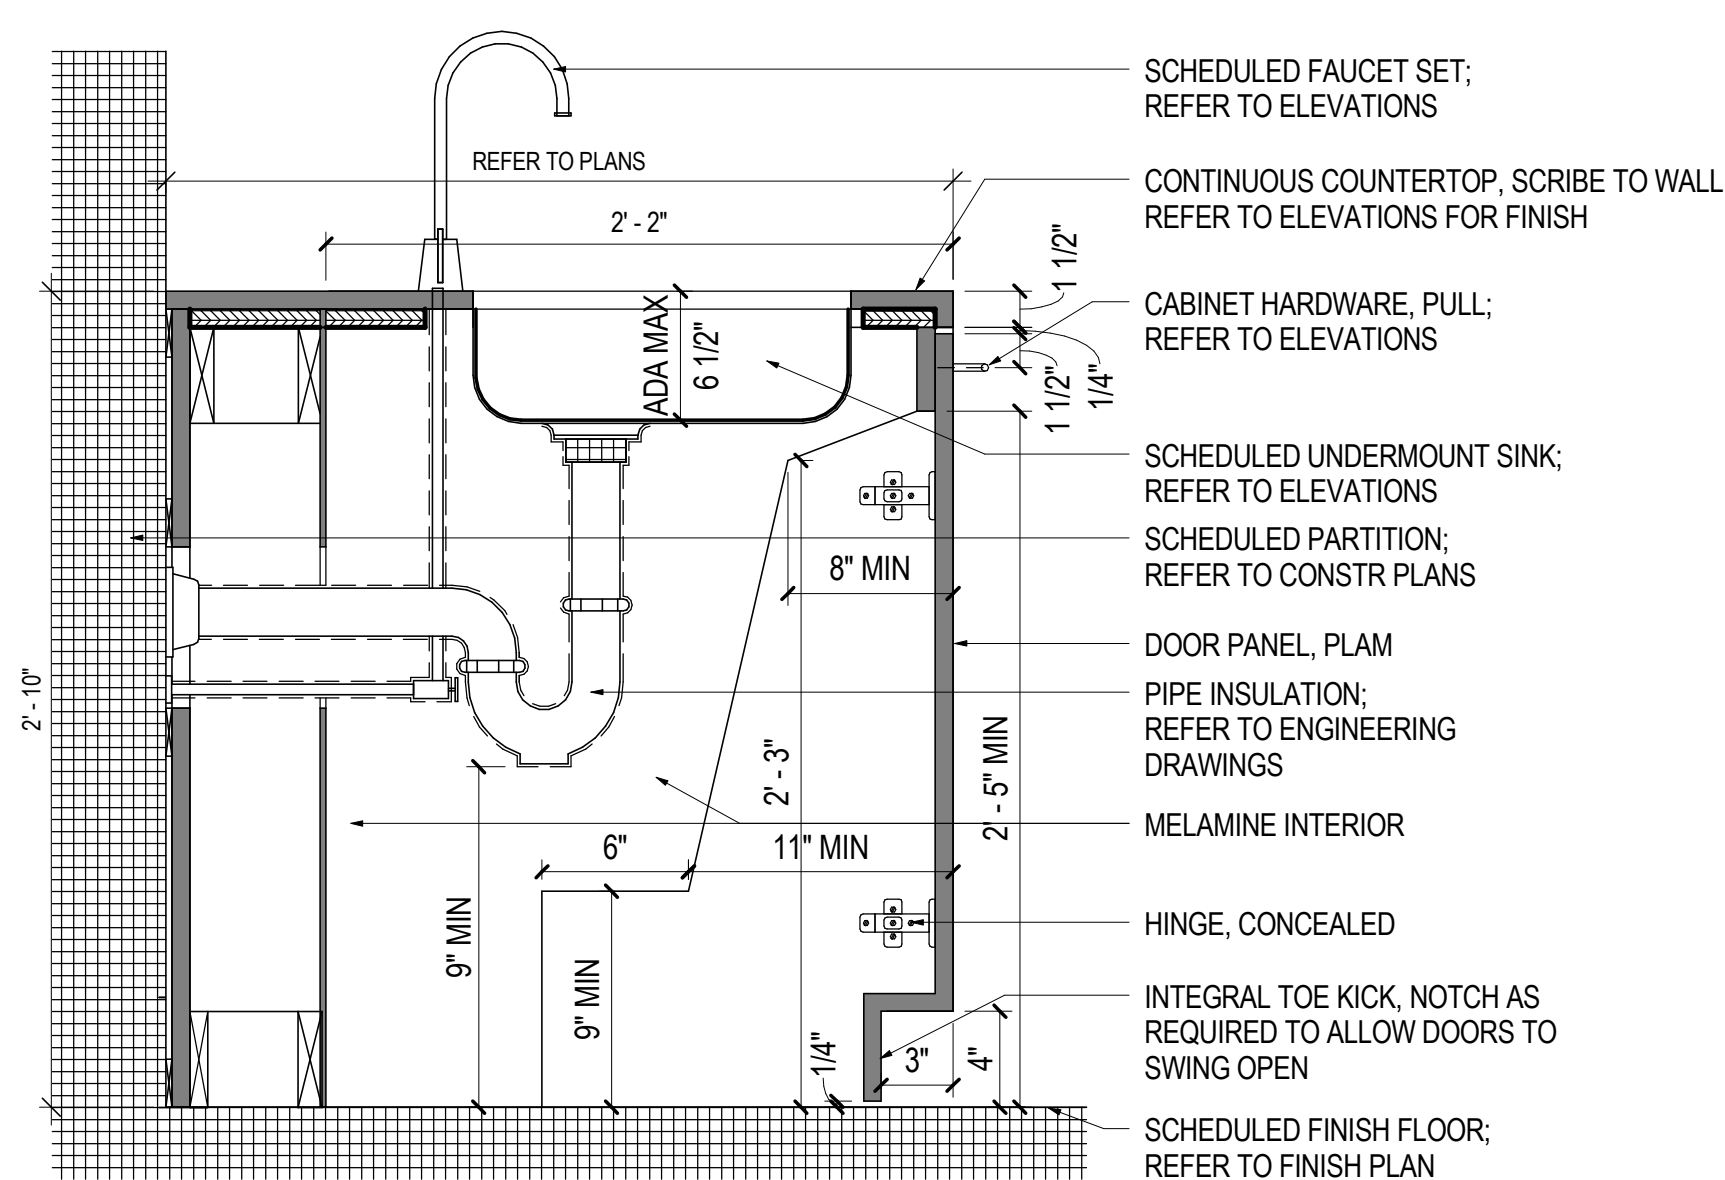 SCHEDULED FAUCET SET;
REFER TO ELEVATIONS
REFER TO PLANS
CONTINUOUS COUNTERTOP, SCRIBE TO WALL
REFER TO ELEVATIONS FOR FINISH
2' - 2"
1 1/2"
ADA MAX
6 1/2"
CABINET HARDWARE, PULL;
REFER TO ELEVATIONS
1 1/2"
1/4"
SCHEDULED UNDERMOUNT SINK;
REFER TO ELEVATIONS
SCHEDULED PARTITION;
REFER TO CONSTR PLANS
8" MIN
DOOR PANEL, PLAM
2' - 10"
PIPE INSULATION;
REFER TO ENGINEERING
DRAWINGS
2' - 3"
2' - 5" MIN
MELAMINE INTERIOR
6"
11" MIN
9" MIN
9" MIN
HINGE, CONCEALED
INTEGRAL TOE KICK, NOTCH AS
REQUIRED TO ALLOW DOORS TO
SWING OPEN
1/4"
3"
4"
SCHEDULED FINISH FLOOR;
REFER TO FINISH PLAN